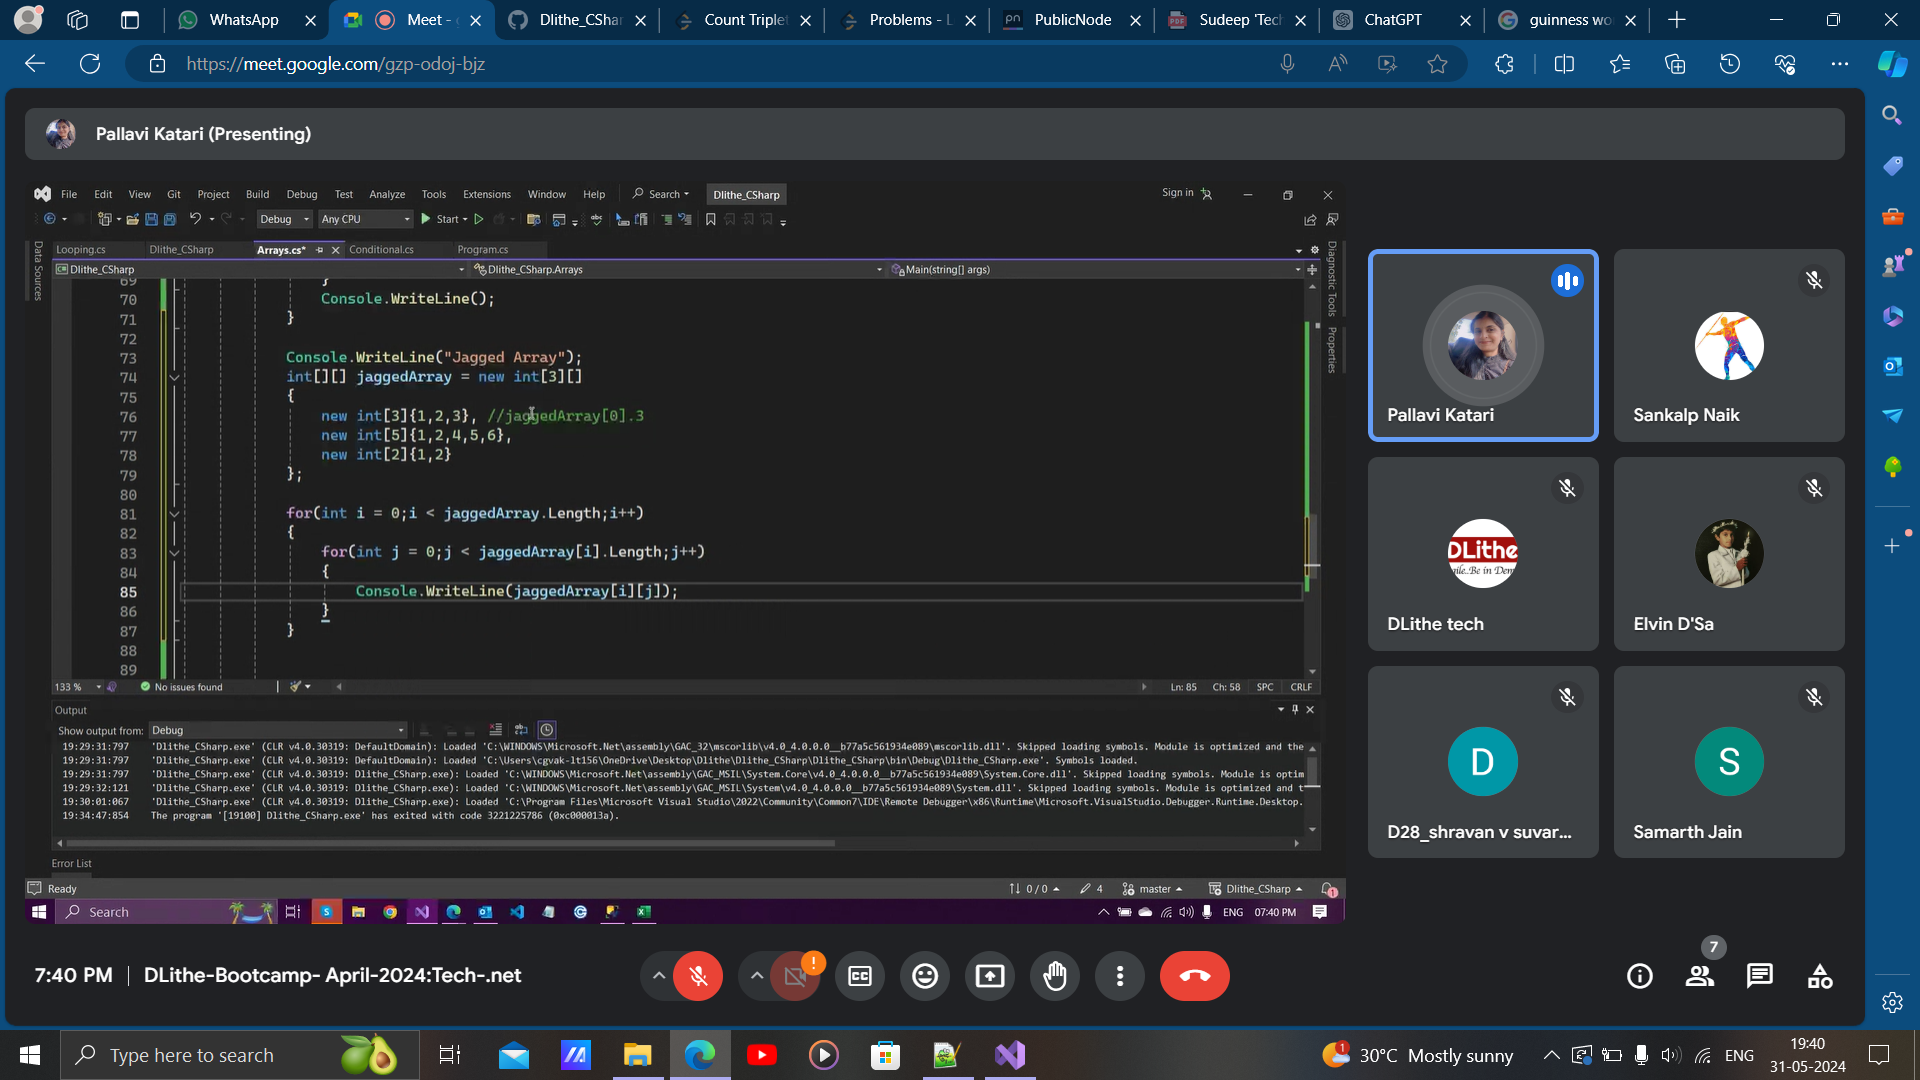 WhatsApp
Meet - g
Dlithe_CShar
Count Triplet
Problems - L
PublicNode
Sudeep 'Tech
ChatGPT
guinness wo
https://meet.google.com/gzp-odoj-bjz
Pallavi Katari (Presenting)
File Edit View Git Project Build Debug Test Analyze Tools Extensions Window Help Search Dlithe_CSharp Sign in
Debug Any CPU Start
Looping.cs Dlithe_CSharp Arrays.cs* Conditional.cs Program.cs
Dlithe_CSharp Dlithe_CSharp.Arrays Main(string[] args)
Data Sources
Diagnostic Tools
Properties
69 }
70 Console.WriteLine();
71 }
72
73 Console.WriteLine("Jagged Array");
74 int[][] jaggedArray = new int[3][]
75 {
76 new int[3]{1,2,3}, //jaggedArray[0].3
77 new int[5]{1,2,4,5,6},
78 new int[2]{1,2}
79 };
80
81 for(int i = 0;i < jaggedArray.Length;i++)
82 {
83 for(int j = 0;j < jaggedArray[i].Length;j++)
84 {
85 Console.WriteLine(jaggedArray[i][j]);
86 }
87 }
88
89
133 % No issues found Ln: 85 Ch: 58 SPC CRLF
Output
Show output from: Debug
19:29:31:797 'Dlithe_CSharp.exe' (CLR v4.0.30319: DefaultDomain): Loaded 'C:\WINDOWS\Microsoft.Net\assembly\GAC_32\mscorlib\v4.0_4.0.0.0__b77a5c561934e089\mscorlib.dll'. Skipped loading symbols. Module is optimized and the
19:29:31:797 'Dlithe_CSharp.exe' (CLR v4.0.30319: DefaultDomain): Loaded 'C:\Users\cgvak-lt156\OneDrive\Desktop\Dlithe\Dlithe_CSharp\Dlithe_CSharp\bin\Debug\Dlithe_CSharp.exe'. Symbols loaded.
19:29:31:797 'Dlithe_CSharp.exe' (CLR v4.0.30319: Dlithe_CSharp.exe): Loaded 'C:\WINDOWS\Microsoft.Net\assembly\GAC_MSIL\System.Core\v4.0_4.0.0.0__b77a5c561934e089\System.Core.dll'. Skipped loading symbols. Module is optim
19:29:32:121 'Dlithe_CSharp.exe' (CLR v4.0.30319: Dlithe_CSharp.exe): Loaded 'C:\WINDOWS\Microsoft.Net\assembly\GAC_MSIL\System\v4.0_4.0.0.0__b77a5c561934e089\System.dll'. Skipped loading symbols. Module is optimized and t
19:30:01:067 'Dlithe_CSharp.exe' (CLR v4.0.30319: Dlithe_CSharp.exe): Loaded 'C:\Program Files\Microsoft Visual Studio\2022\Community\Common7\IDE\Remote Debugger\x86\Runtime\Microsoft.VisualStudio.Debugger.Runtime.Desktop.
19:34:47:854 The program '[19100] Dlithe_CSharp.exe' has exited with code 3221225786 (0xc000013a).
Error List
Ready 0 / 0 4 master Dlithe_CSharp 1
Search ENG 07:40 PM
Pallavi Katari
Sankalp Naik
DLithe
DLithe tech
Elvin D'Sa
D
D28_shravan v suvar...
S
Samarth Jain
7:40 PM | DLithe-Bootcamp- April-2024:Tech-.net
CC
!
7
Type here to search
1
30°C Mostly sunny
ENG
19:40
31-05-2024